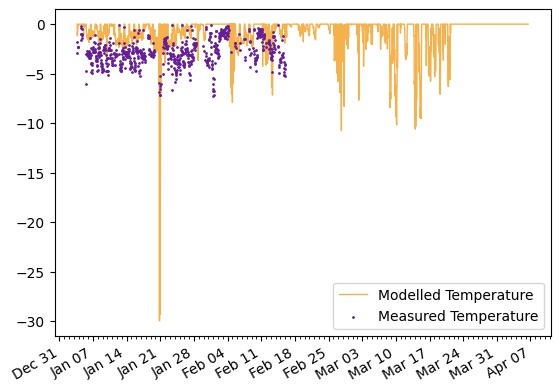 0
−5
−10
−15
−20
−25
−30
Modelled Temperature
Measured Temperature
Dec 31
Jan 07
Jan 14
Jan 21
Jan 28
Feb 04
Feb 11
Feb 18
Feb 25
Mar 03
Mar 10
Mar 17
Mar 24
Mar 31
Apr 07